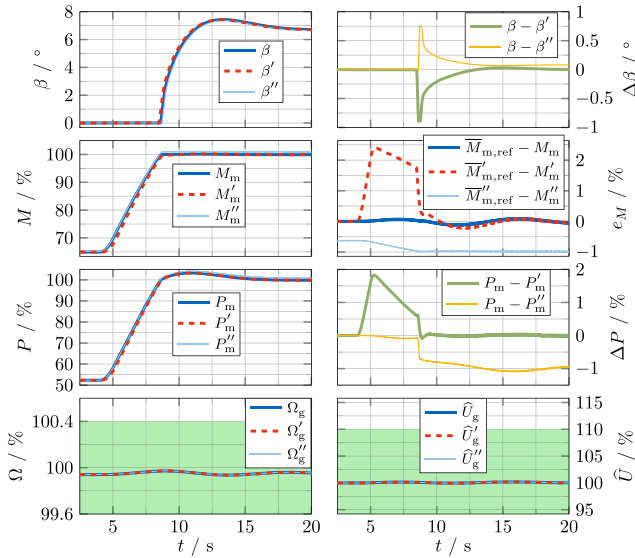 8
6
4
2
0
β / °
β
β′
β″
β − β′
β − β″
1
0.5
0
−0.5
−1
Δβ / °
100
90
80
70
M / %
M_m
M′_m
M″_m
M̅_m,ref − M_m
M̅′_m,ref − M′_m
M̅″_m,ref − M″_m
2
1
0
−1
e_M / %
100
90
80
70
60
50
P / %
P_m
P′_m
P″_m
P_m − P′_m
P_m − P″_m
2
1
0
−1
ΔP / %
100.4
100
99.6
Ω / %
Ω_g
Ω′_g
Ω″_g
5
10
15
20
t / s
Û_g
Û′_g
Û″_g
115
110
105
100
95
Û / %
5
10
15
20
t / s